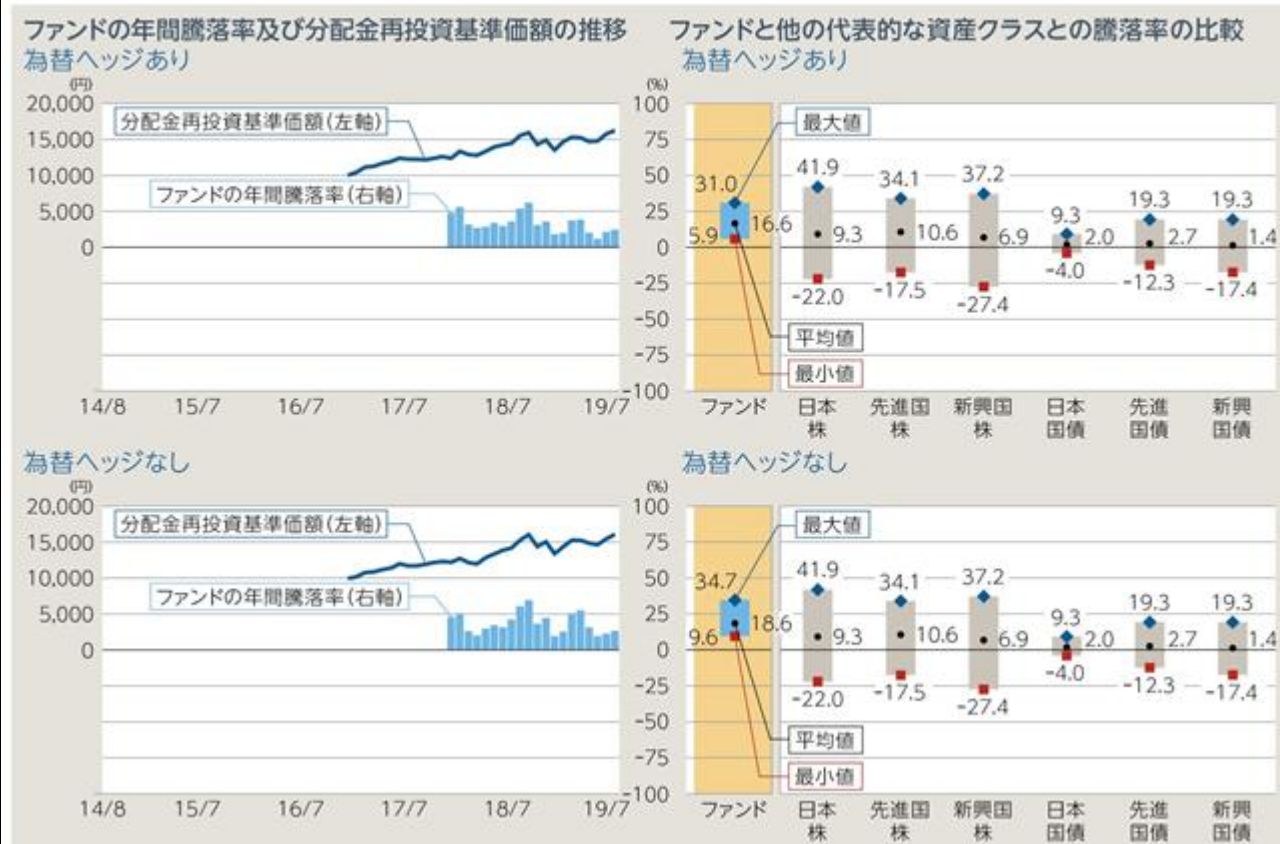 ファンドの年間騰落率及び分配金再投資基準価額の推移
為替ヘッジあり
(円)
20,000
15,000
10,000
5,000
0
分配金再投資基準価額(左軸)
ファンドの年間騰落率(右軸)
14/8 15/7 16/7 17/7 18/7 19/7
ファンドと他の代表的な資産クラスとの騰落率の比較
為替ヘッジあり
(%)
100
75
50
25
0
-25
-50
-75
-100
最大値
31.0 41.9 34.1 37.2 9.3 19.3 19.3
16.6 9.3 10.6 6.9 2.0 2.7 1.4
5.9 -22.0 -17.5 -27.4 -4.0 -12.3 -17.4
平均値
最小値
ファンド 日本株 先進国株 新興国株 日本国債 先進国債 新興国債
為替ヘッジなし
(円)
20,000
15,000
10,000
5,000
0
分配金再投資基準価額(左軸)
ファンドの年間騰落率(右軸)
14/8 15/7 16/7 17/7 18/7 19/7
為替ヘッジなし
(%)
100
75
50
25
0
-25
-50
-75
-100
最大値
34.7 41.9 34.1 37.2 9.3 19.3 19.3
18.6 9.3 10.6 6.9 2.0 2.7 1.4
9.6 -22.0 -17.5 -27.4 -4.0 -12.3 -17.4
平均値
最小値
ファンド 日本株 先進国株 新興国株 日本国債 先進国債 新興国債